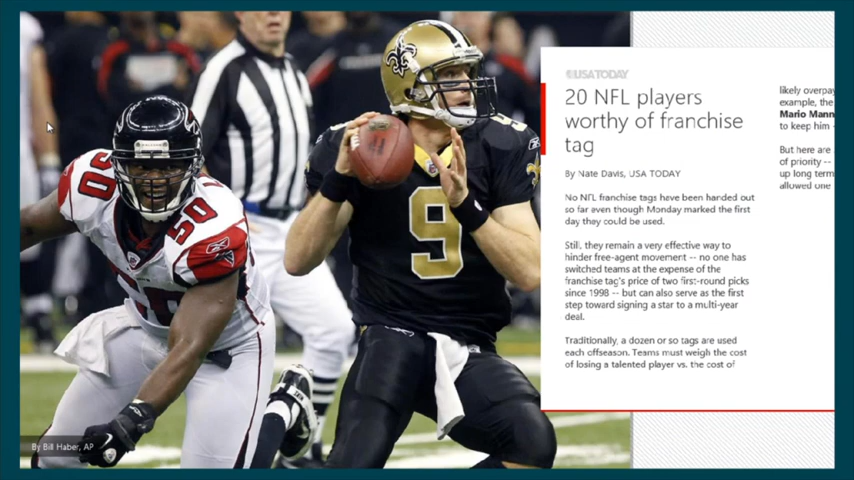 USA TODAY
20 NFL players
worthy of franchise
tag
By Nate Davis, USA TODAY
No NFL franchise tags have been handed out
so far even though Monday marked the first
day they could be used.
Still, they remain a very effective way to
hinder free-agent movement -- no one has
switched teams at the expense of the
franchise tag's price of two first-round picks
since 1998 -- but can also serve as the first
step toward signing a star to a multi-year
deal.
Traditionally, a dozen or so tags are used
each offseason. Teams must weigh the cost
of losing a talented player vs. the cost of
likely overpay
example, the
Mario Mann
to keep him
But here are
of priority --
up long term
allowed one
50
50
9
9
By Bill Haber, AP